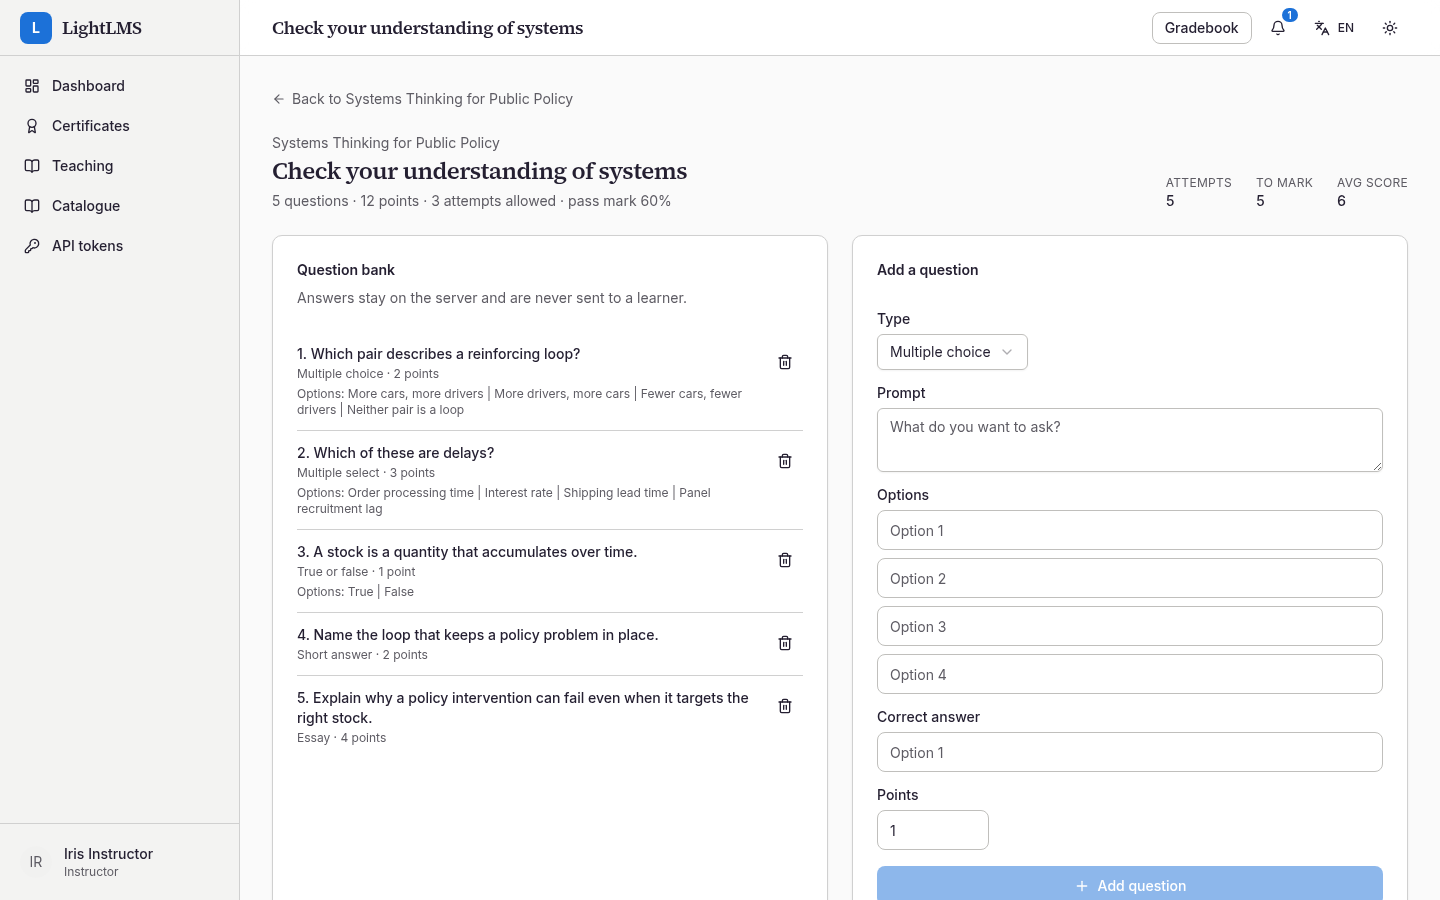 L LightLMS
Dashboard
Certificates
Teaching
Catalogue
API tokens
IR
Iris Instructor
Instructor
Check your understanding of systems
Gradebook
1
EN
Back to Systems Thinking for Public Policy
Systems Thinking for Public Policy
Check your understanding of systems
5 questions · 12 points · 3 attempts allowed · pass mark 60%
ATTEMPTS
5
TO MARK
5
AVG SCORE
6
Question bank
Answers stay on the server and are never sent to a learner.
1. Which pair describes a reinforcing loop?
Multiple choice · 2 points
Options: More cars, more drivers | More drivers, more cars | Fewer cars, fewer
drivers | Neither pair is a loop
2. Which of these are delays?
Multiple select · 3 points
Options: Order processing time | Interest rate | Shipping lead time | Panel
recruitment lag
3. A stock is a quantity that accumulates over time.
True or false · 1 point
Options: True | False
4. Name the loop that keeps a policy problem in place.
Short answer · 2 points
5. Explain why a policy intervention can fail even when it targets the
right stock.
Essay · 4 points
Add a question
Type
Multiple choice
Prompt
What do you want to ask?
Options
Option 1
Option 2
Option 3
Option 4
Correct answer
Option 1
Points
1
Add question